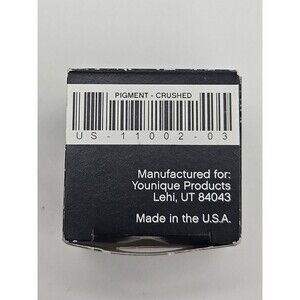 PIGMENT - CRUSHED
US-11002-03
Manufactured for:
Younique Products
Lehi, UT 84043
Made in the U.S.A.